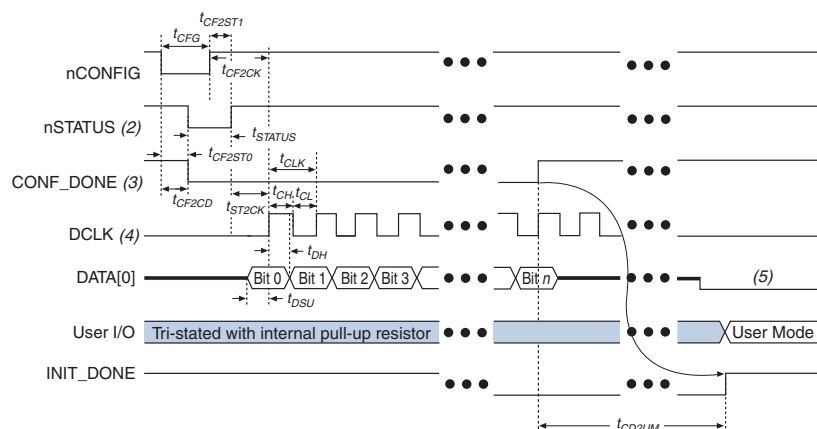 tCF2ST1
tCFG
nCONFIG
tCF2CK
nSTATUS (2)
tSTATUS
tCF2ST0
tCLK
CONF_DONE (3)
tCH
tCL
tCF2CD
tST2CK
DCLK (4)
tDH
DATA[0]
Bit 0
Bit 1
Bit 2
Bit 3
Bit n
(5)
tDSU
User I/O
Tri-stated with internal pull-up resistor
User Mode
INIT_DONE
tCD2UM